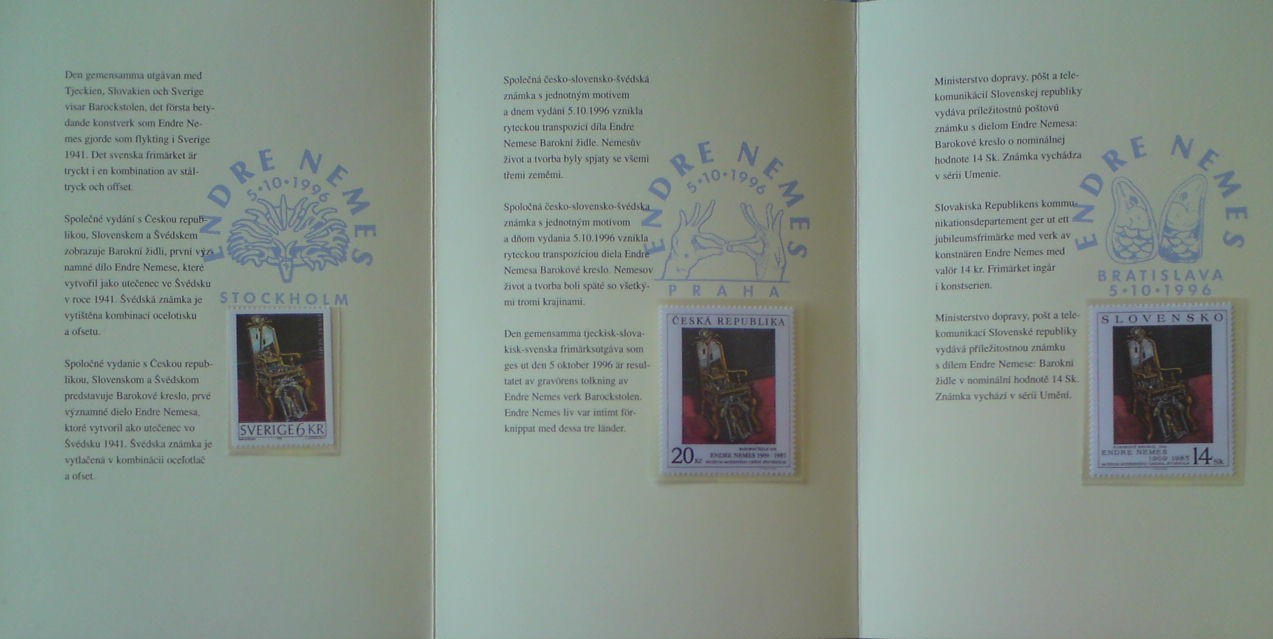 Den gemensamma utgåvan med
Tjeckien, Slovakien och Sverige
visar Barockstolen, det första bety-
dande konstverk som Endre Ne-
mes gjorde som flykting i Sverige
1941. Det svenska frimärket är
tryckt i en kombination av stål-
tryck och offset.
Společné vydání s Českou repub-
likou, Slovenskem a Švédskem
zobrazuje Barokní židli, první výz-
namné dílo Endre Nemese, které
vytvořil jako utečenec ve Švédsku
v roce 1941. Švédská známka je
vytištěna kombinací ocelotisku
a ofsetu.
Spoločné vydanie s Českou repub-
likou, Slovenskom a Švédskom
predstavuje Barokové kreslo, prvé
významné dielo Endre Nemesa,
ktoré vytvoril ako utečenec vo
Švédsku 1941. Švédska známka je
vytlačená v kombinácii oceľotlač
a ofset.
ENDRE NEMES
5·10·1996
STOCKHOLM
SVERIGE 6 KR
Společná česko-slovensko-švédská
známka s jednotným motivem
a dnem vydání 5.10.1996 vznikla
ryteckou transpozicí díla Endre
Nemese Barokní židle. Nemesův
život a tvorba byly spjaty se všemi
třemi zeměmi.
Spoločná česko-slovensko-švédska
známka s jednotným motivom
a dňom vydania 5.10.1996 vznikla
ryteckou transpozíciou diela Endre
Nemesa Barokové kreslo. Nemesov
život a tvorba boli späté so všetký-
mi tromi krajinami.
Den gemensamma tjeckisk-slova-
kisk-svenska frimärksutgåva som
ges ut den 5 oktober 1996 är resul-
tatet av gravörens tolkning av
Endre Nemes verk Barockstolen.
Endre Nemes liv var intimt för-
knippat med dessa tre länder.
ENDRE NEMES
5·10·1996
PRAHA
ČESKÁ REPUBLIKA
20 Kč
ENDRE NEMES 1909-1985
Ministerstvo dopravy, pôšt a tele-
komunikácií Slovenskej republiky
vydáva príležitostnú poštovú
známku s dielom Endre Nemesa:
Barokové kreslo o nominálnej
hodnote 14 Sk. Známka vychádza
v sérii Umenie.
Slovakiska Republikens kommu-
nikationsdepartement ger ut ett
jubileumsfrimärke med verk av
konstnären Endre Nemes med
valör 14 kr. Frimärket ingår
i konstserien.
Ministerstvo dopravy, pošt a tele-
komunikací Slovenské republiky
vydává příležitostnou známku
s dílem Endre Nemese: Barokní
židle v nominální hodnotě 14 Sk.
Známka vychází v sérii Umění.
ENDRE NEMES
BRATISLAVA
5·10·1996
SLOVENSKO
ENDRE NEMES
1909 1985
14 Sk